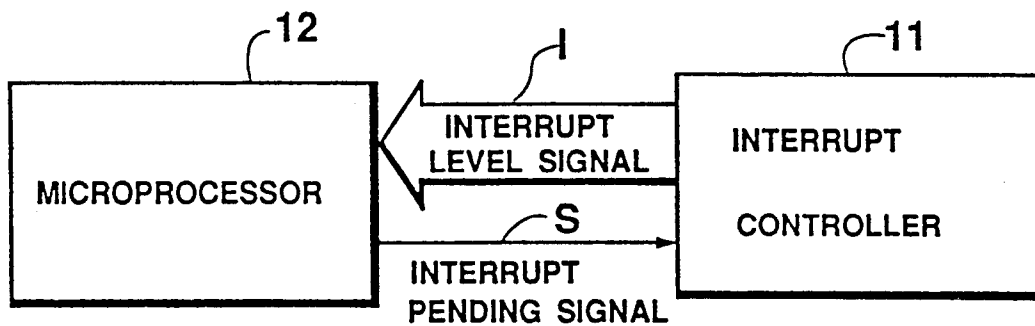 12
I
11
INTERRUPT
LEVEL SIGNAL
MICROPROCESSOR
INTERRUPT
CONTROLLER
S
INTERRUPT
PENDING SIGNAL